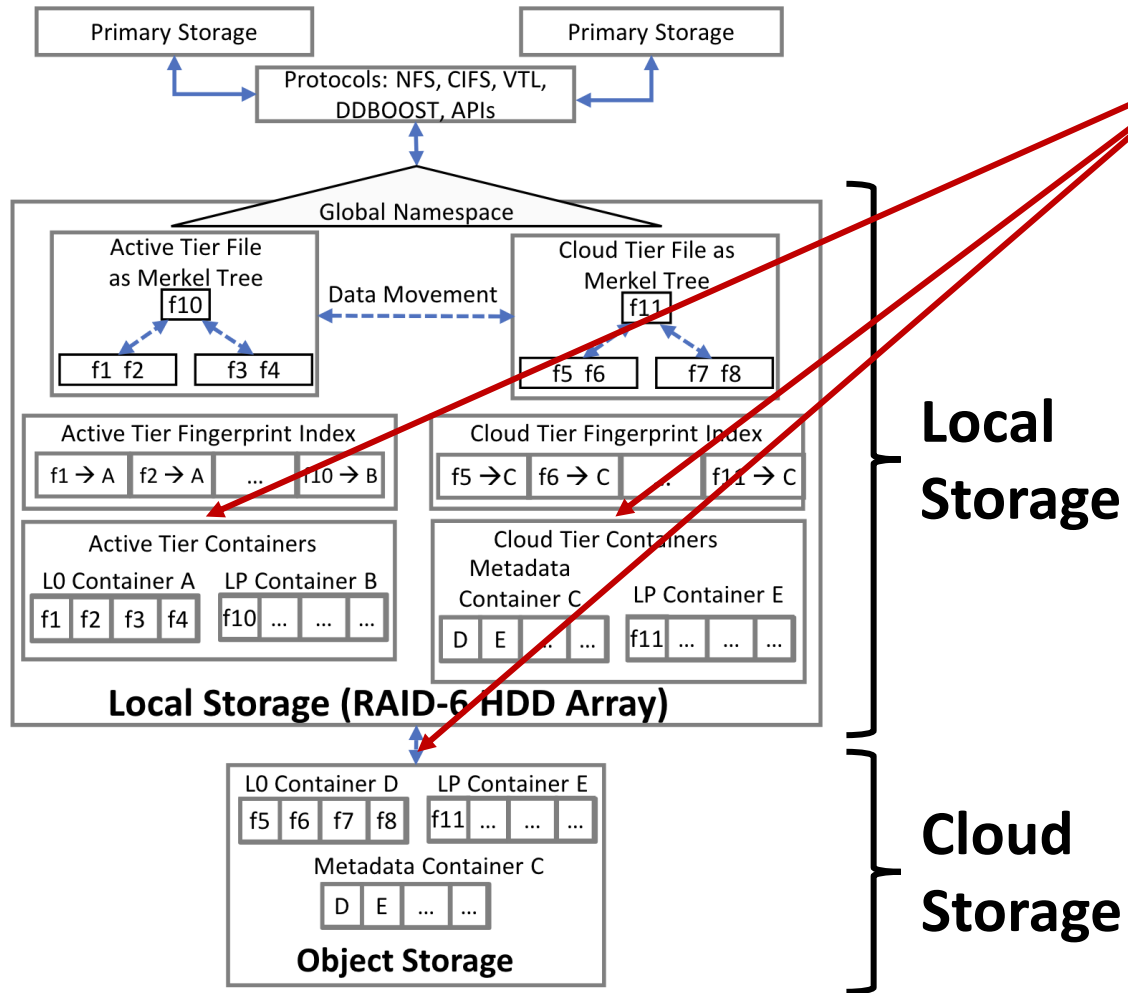 Primary Storage
Primary Storage
Protocols: NFS, CIFS, VTL,
DDBOOST, APIs
Global Namespace
Active Tier File
as Merkel Tree
f10
f1 f2
f3 f4
Data Movement
Cloud Tier File as
Merkel Tree
f11
f5 f6
f7 f8
Active Tier Fingerprint Index
f1 → A
f2 → A
...
f10 → B
Cloud Tier Fingerprint Index
f5 → C
f6 → C
...
f11 → C
Active Tier Containers
L0 Container A
f1 f2 f3 f4
LP Container B
f10 ... ... ...
Cloud Tier Containers
Metadata
Container C
D E ... ...
LP Container E
f11 ... ... ...
Local Storage (RAID-6 HDD Array)
L0 Container D
f5 f6 f7 f8
LP Container E
f11 ... ... ...
Metadata Container C
D E ... ...
Object Storage
Local
Storage
Cloud
Storage